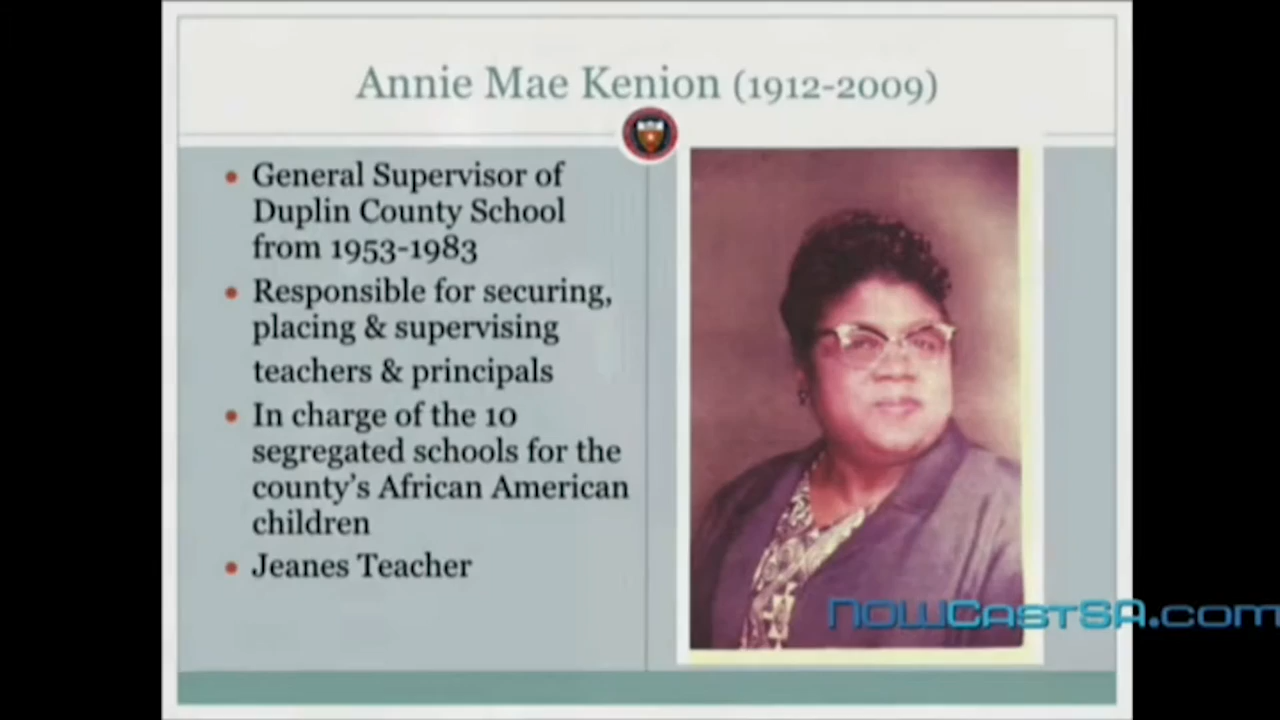 Annie Mae Kenion (1912-2009)
• General Supervisor of
Duplin County School
from 1953-1983
• Responsible for securing,
placing & supervising
teachers & principals
• In charge of the 10
segregated schools for the
county's African American
children
• Jeanes Teacher
NOWCastSA.com